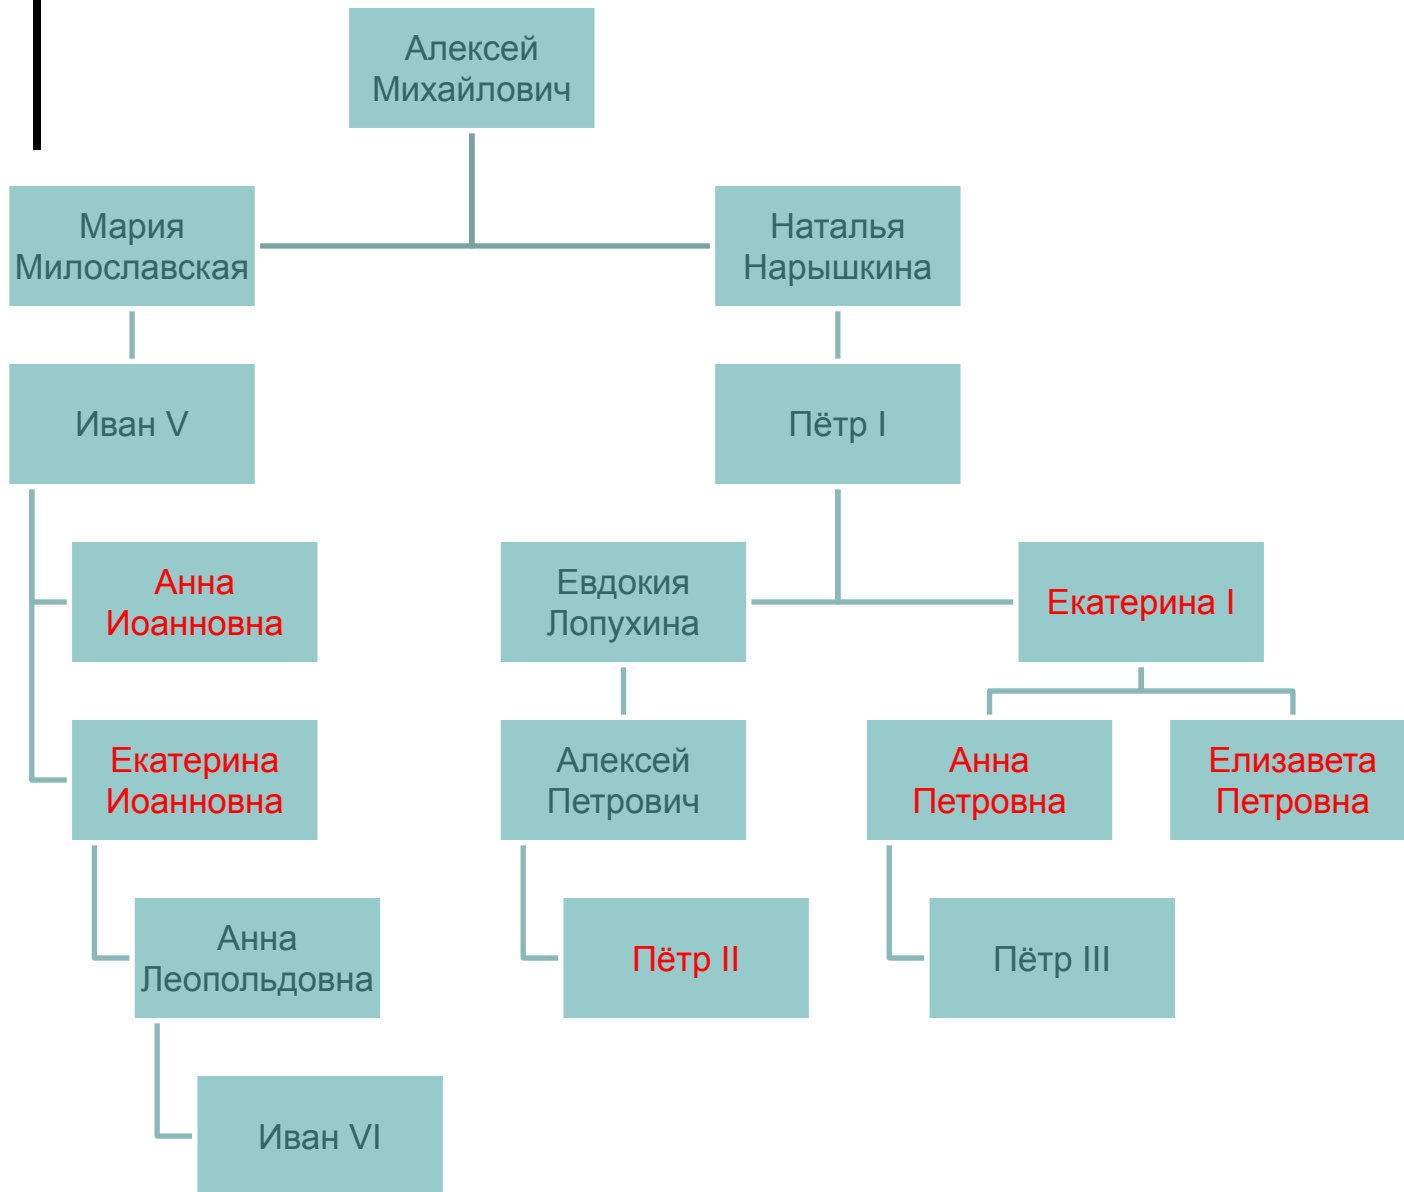 Алексей
Михайлович
Мария
Милославская
Наталья
Нарышкина
Иван V
Пётр I
Анна
Иоанновна
Евдокия
Лопухина
Екатерина I
Екатерина
Иоанновна
Алексей
Петрович
Анна
Петровна
Елизавета
Петровна
Анна
Леопольдовна
Пётр II
Пётр III
Иван VI